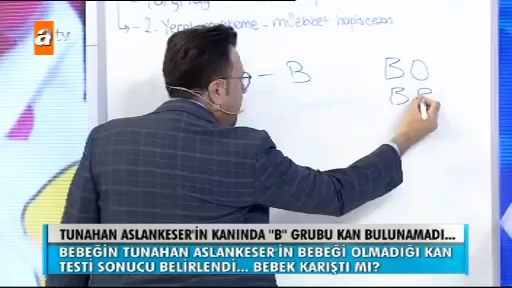 atv
2. Yerel mahkeme - müebbet hapis cezası
- B BO
BB
TUNAHAN ASLANKESER'İN KANINDA "B" GRUBU KAN BULUNAMADI...
BEBEĞİN TUNAHAN ASLANKESER'İN BEBEĞİ OLMADIĞI KAN
TESTİ SONUCU BELİRLENDİ... BEBEK KARIŞTI MI?